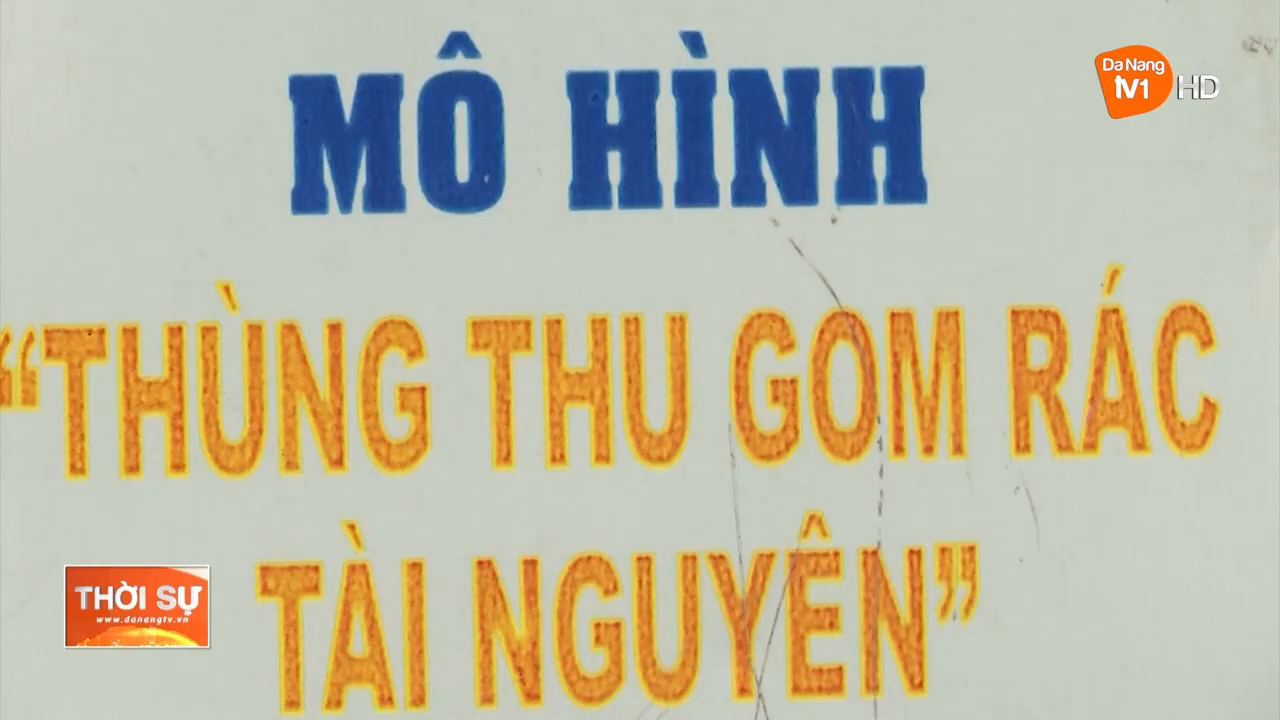 MÔ HÌNH
Da Nang
tv1 HD
“THÙNG THU GOM RÁC
TÀI NGUYÊN”
THỜI SỰ
www.danangtv.vn